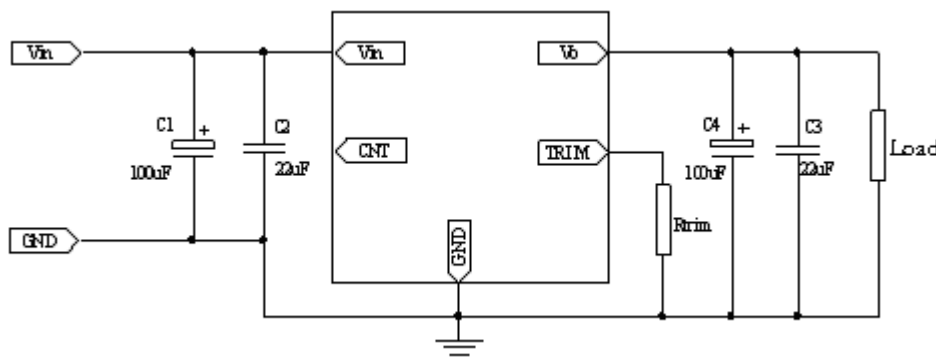 Vin
Vin
Vo
C1
+
C2
C4
+
C3
100uF
22uF
CNT
TRIM
100uF
22uF
Load
GND
GND
Rtrim